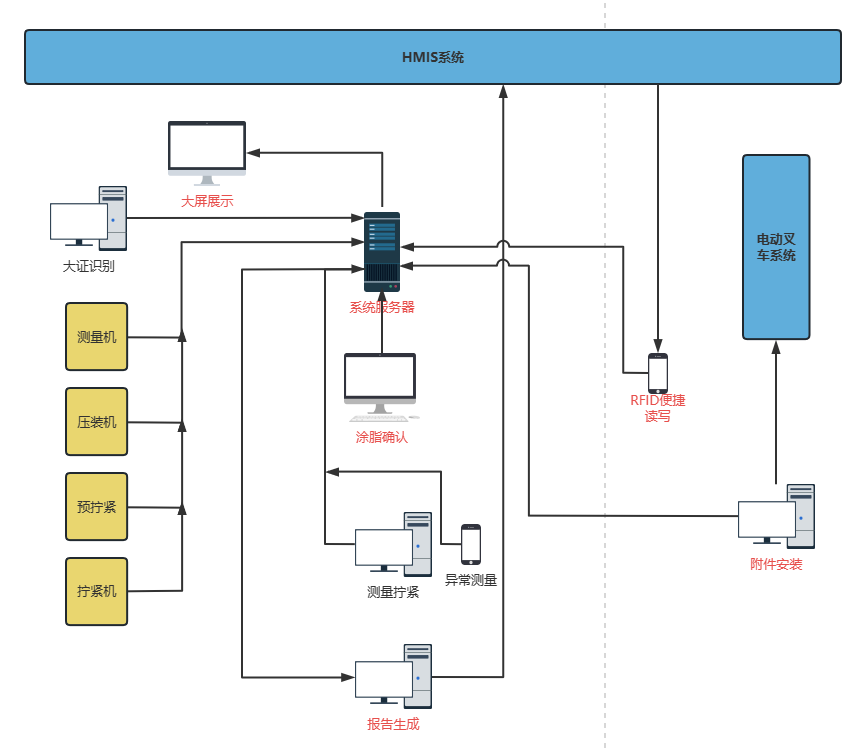 HMIS系统
大屏展示
大证识别
电动叉
车系统
系统服务器
测量机
压装机
预拧紧
拧紧机
涂脂确认
RFID便捷
读写
测量拧紧
异常测量
附件安装
报告生成